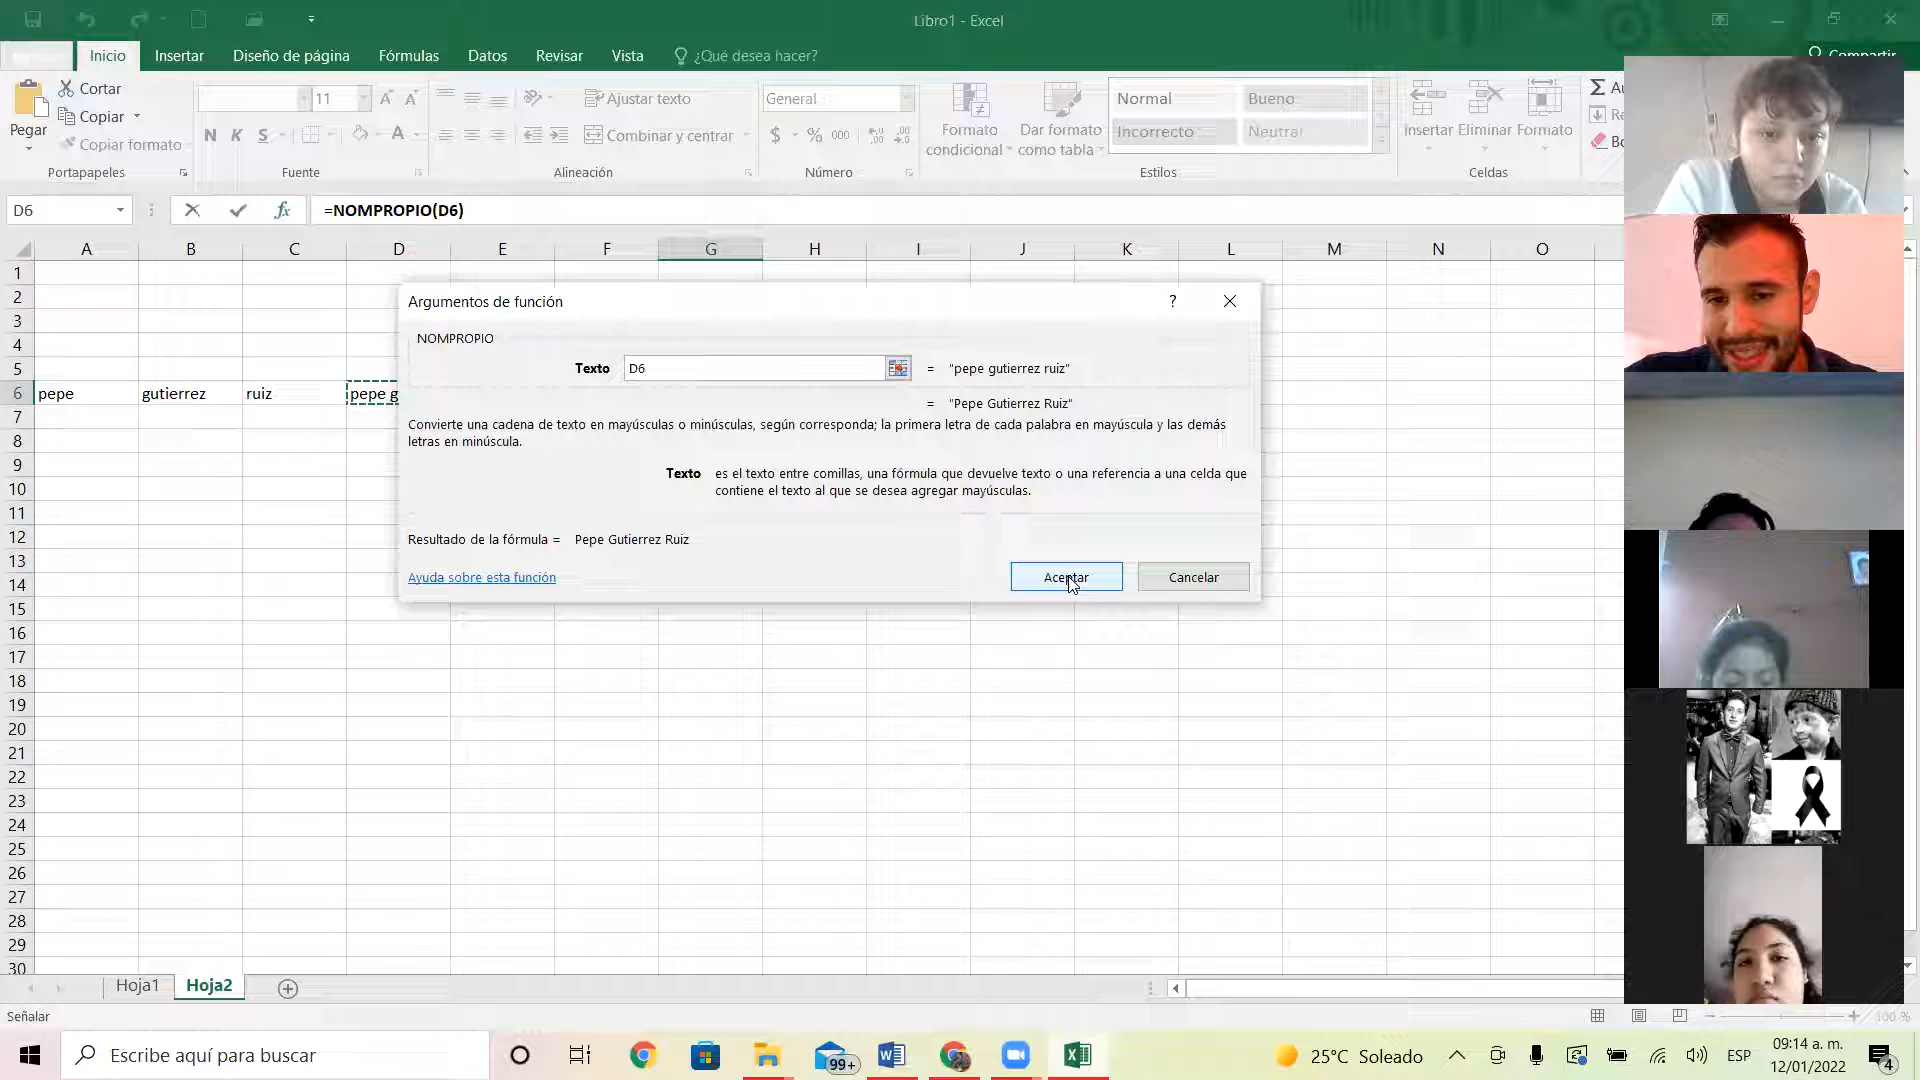 Libro1 - Excel
Inicio Insertar Diseño de página Fórmulas Datos Revisar Vista ¿Qué desea hacer? Compartir
Cortar
Copiar
Copiar formato
Pegar
Portapapeles
11
N K S A
Fuente
Ajustar texto
Combinar y centrar
Alineación
General
$ % 000
Número
Formato condicional
Dar formato como tabla
Normal Bueno
Incorrecto Neutral
Estilos
Insertar Eliminar Formato
Celdas
D6 fx =NOMPROPIO(D6)
A B C D E F G H I J K L M N O
1
2
3
4
5
6 pepe gutierrez ruiz pepe g
7
8
9
10
11
12
13
14
15
16
17
18
19
20
21
22
23
24
25
26
27
28
29
30
Argumentos de función ?
NOMPROPIO
Texto D6 = "pepe gutierrez ruiz"
= "Pepe Gutierrez Ruiz"
Convierte una cadena de texto en mayúsculas o minúsculas, según corresponda; la primera letra de cada palabra en mayúscula y las demás
letras en minúscula.
Texto es el texto entre comillas, una fórmula que devuelve texto o una referencia a una celda que
contiene el texto al que se desea agregar mayúsculas.
Resultado de la fórmula = Pepe Gutierrez Ruiz
Ayuda sobre esta función Aceptar Cancelar
Hoja1 Hoja2
Señalar 100 %
Escribe aquí para buscar 99+ 25°C Soleado ESP 09:14 a. m.
12/01/2022 4